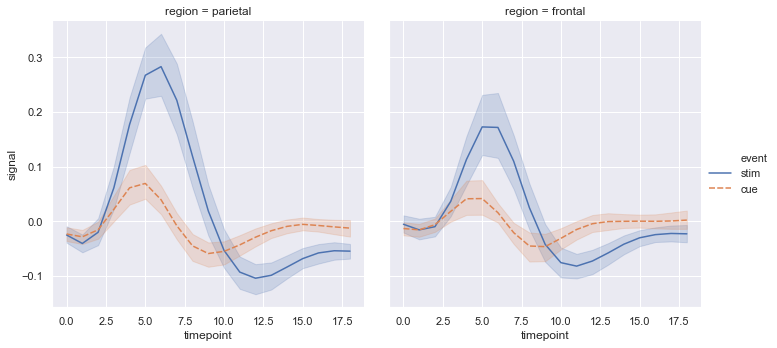 region = parietal
region = frontal
signal
0.3
0.2
0.1
0.0
−0.1
0.0 2.5 5.0 7.5 10.0 12.5 15.0 17.5
0.0 2.5 5.0 7.5 10.0 12.5 15.0 17.5
timepoint
timepoint
event
stim
cue